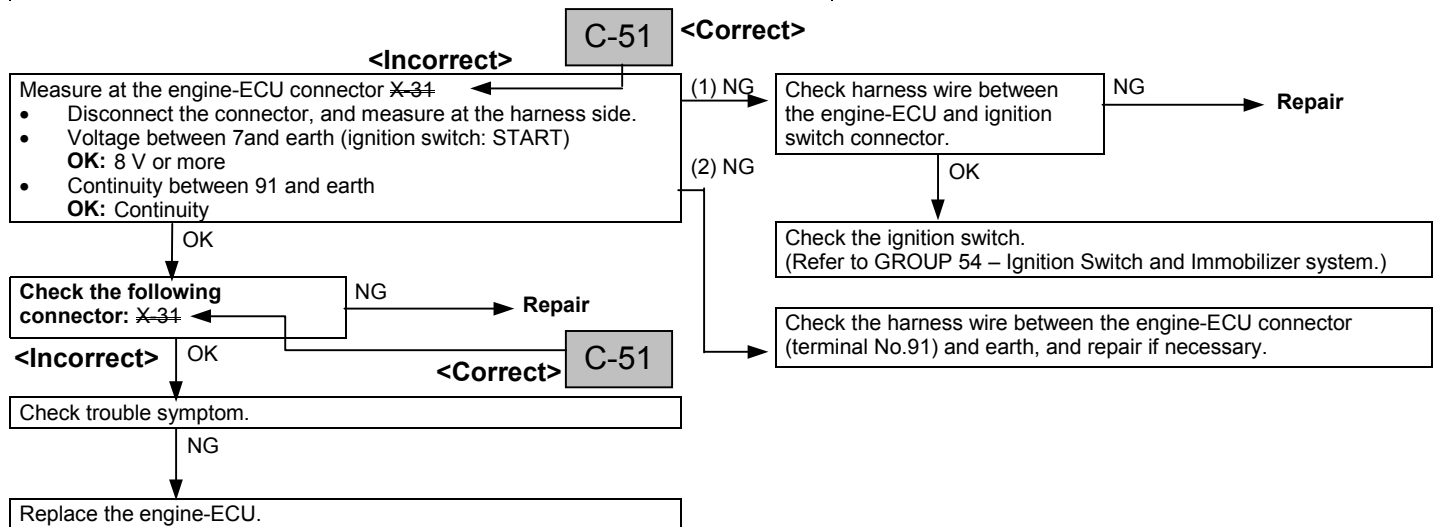 C-51
<Correct>
<Incorrect>
Measure at the engine-ECU connector X-31
• Disconnect the connector, and measure at the harness side.
• Voltage between 7and earth (ignition switch: START)
OK: 8 V or more
• Continuity between 91 and earth
OK: Continuity
(1) NG
Check harness wire between
the engine-ECU and ignition
switch connector.
NG
Repair
(2) NG
OK
Check the ignition switch.
(Refer to GROUP 54 – Ignition Switch and Immobilizer system.)
OK
Check the following
connector: X-31
NG
Repair
Check the harness wire between the engine-ECU connector
(terminal No.91) and earth, and repair if necessary.
<Incorrect>
OK
<Correct>
C-51
Check trouble symptom.
NG
Replace the engine-ECU.